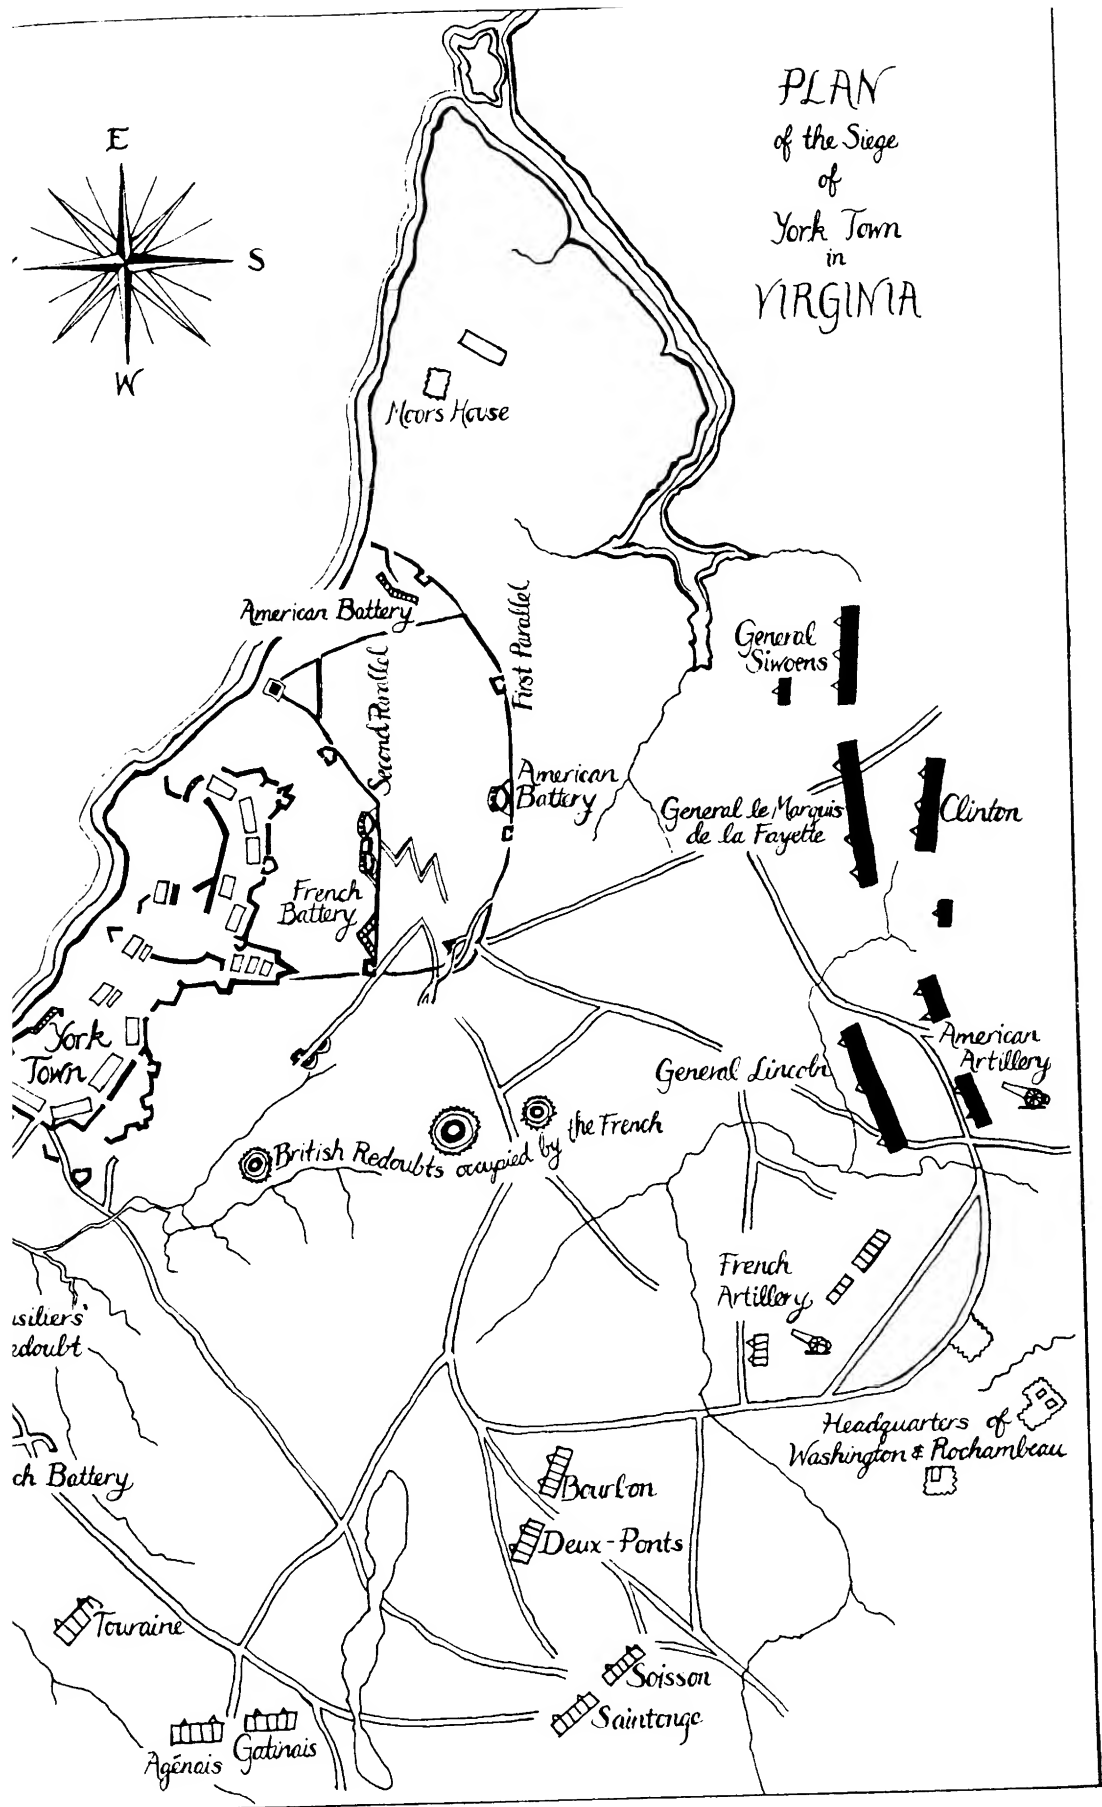 PLAN
of the Siege
of
York Town
in
VIRGINIA
E
S
W
Moors House
American Battery
First Parallel
Second Parallel
General
Siwoens
American
Battery
General le Marquis
de la Fayette
Clinton
French
Battery
York
Town
General Lincoln
American
Artillery
British Redoubts occupied by the French
French
Artillery
usiliers'
edoubt
Headquarters of
Washington & Rochambeau
ch Battery
Bourbon
Deux-Ponts
Touraine
Soisson
Saintonge
Agénois
Gatinais